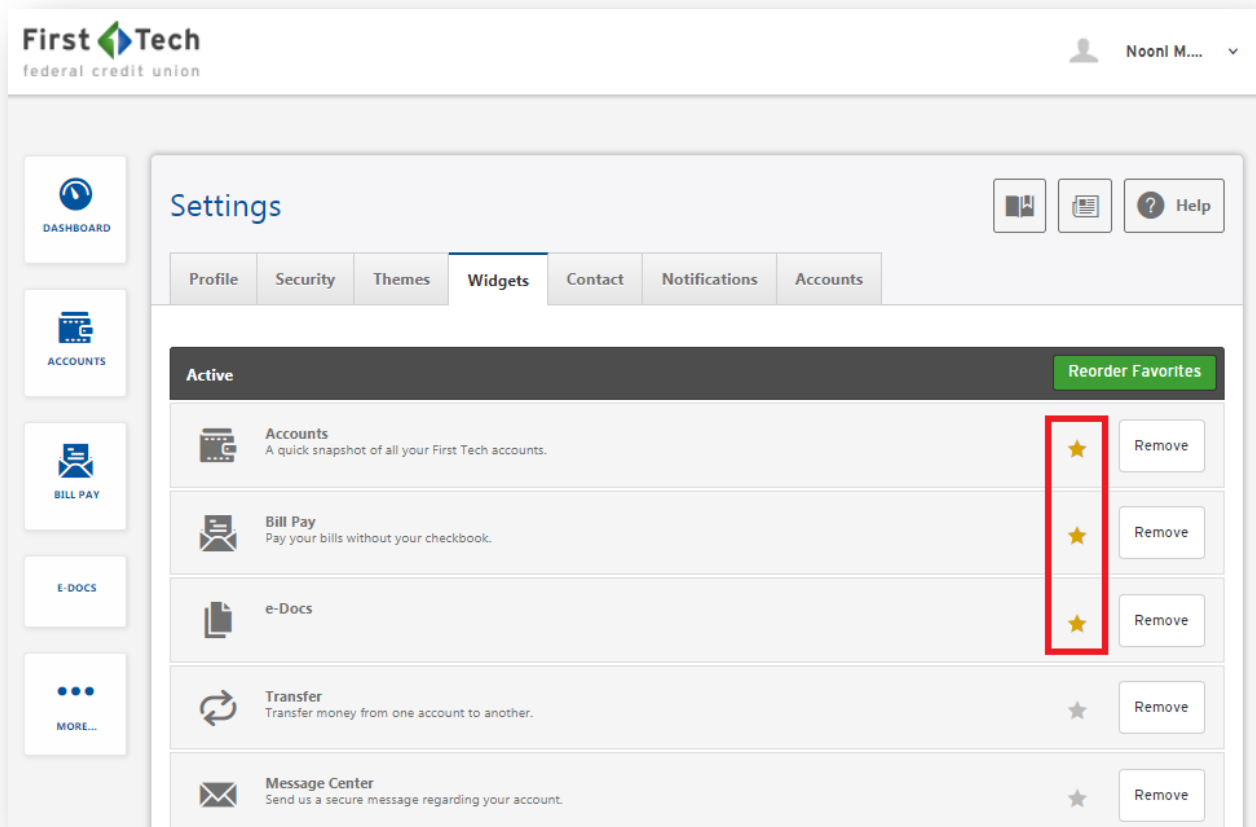 First Tech
federal credit union
Noonl M....
DASHBOARD
ACCOUNTS
BILL PAY
E-DOCS
MORE...
Settings
? Help
Profile
Security
Themes
Widgets
Contact
Notifications
Accounts
Active
Reorder Favorites
Accounts
A quick snapshot of all your First Tech accounts.
Remove
Bill Pay
Pay your bills without your checkbook.
Remove
e-Docs
Remove
Transfer
Transfer money from one account to another.
Remove
Message Center
Send us a secure message regarding your account.
Remove